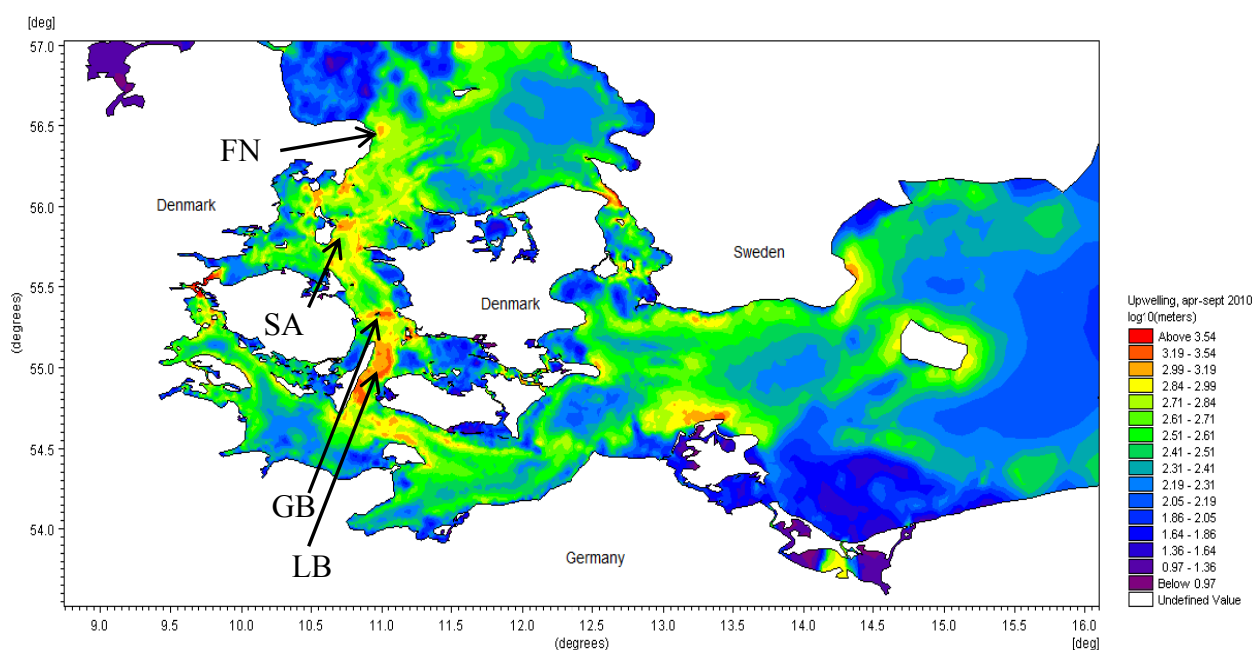 [deg]
57.0
56.5
56.0
55.5
55.0
54.5
54.0
(degrees)
FN
Denmark
SA
Denmark
Sweden
GB
LB
Germany
9.0 9.5 10.0 10.5 11.0 11.5 12.0 12.5 13.0 13.5 14.0 14.5 15.0 15.5 16.0
(degrees) [deg]
Upwelling, apr-sept 2010
log^10(meters)
Above 3.54
3.19 - 3.54
2.99 - 3.19
2.84 - 2.99
2.71 - 2.84
2.61 - 2.71
2.51 - 2.61
2.41 - 2.51
2.31 - 2.41
2.19 - 2.31
2.05 - 2.19
1.86 - 2.05
1.64 - 1.86
1.36 - 1.64
0.97 - 1.36
Below 0.97
Undefined Value